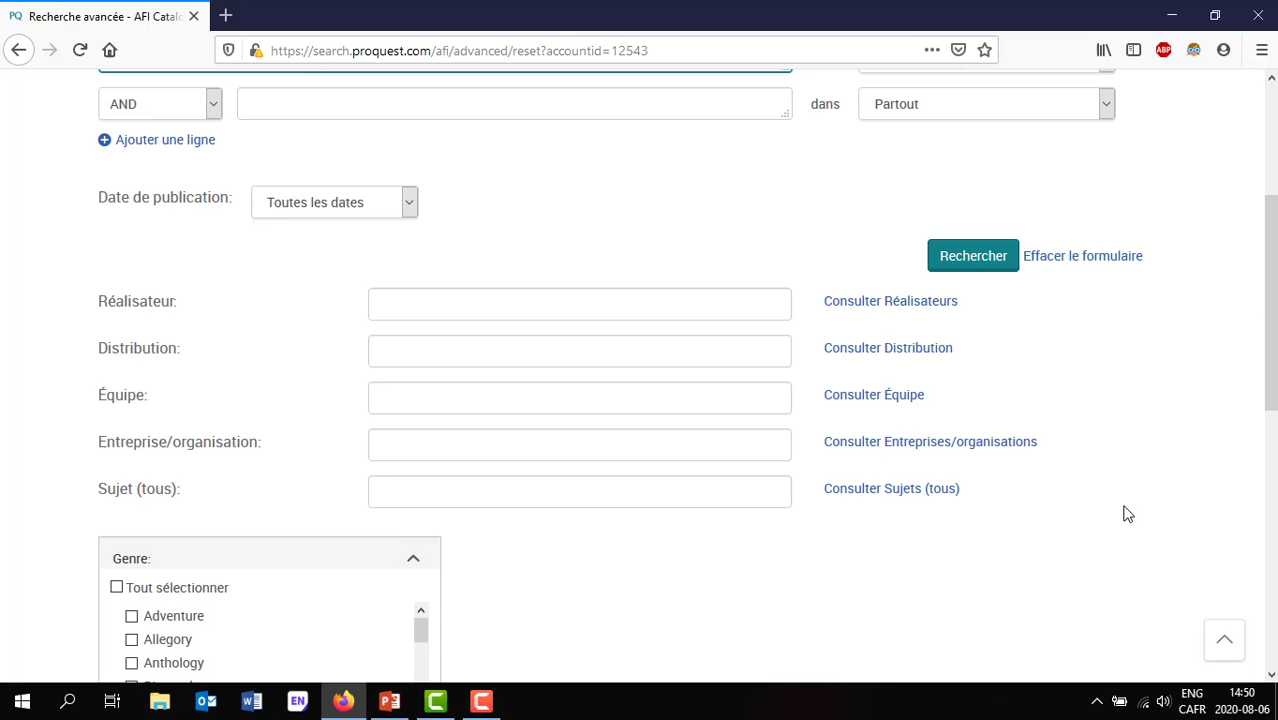 PQ Recherche avancée - AFI Catalo
https://search.proquest.com/afi/advanced/reset?accountid=12543
ABP
AND
dans
Partout
Ajouter une ligne
Date de publication:
Toutes les dates
Rechercher
Effacer le formulaire
Réalisateur:
Consulter Réalisateurs
Distribution:
Consulter Distribution
Équipe:
Consulter Équipe
Entreprise/organisation:
Consulter Entreprises/organisations
Sujet (tous):
Consulter Sujets (tous)
Genre:
Tout sélectionner
Adventure
Allegory
Anthology
EN
ENG
CAFR
14:50
2020-08-06